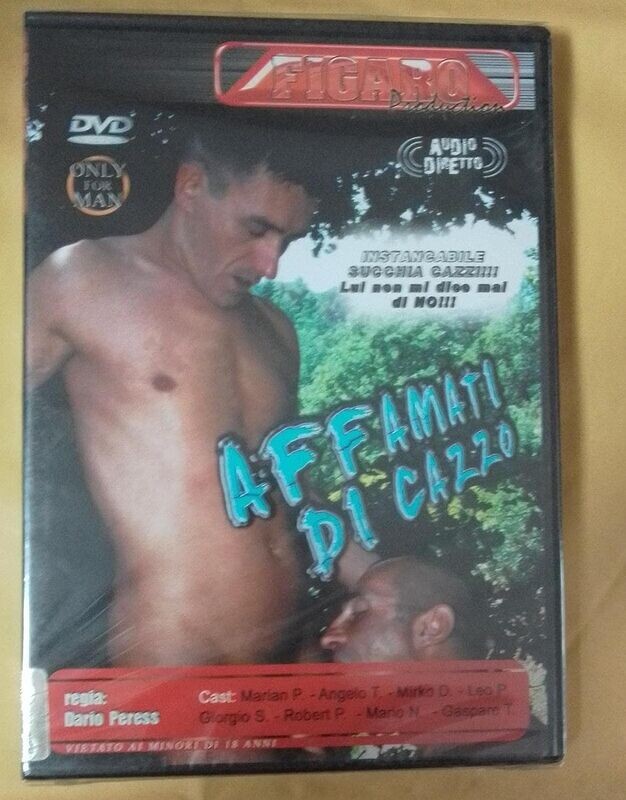 FIGARO
Production
DVD
AUDIO
DIRETTO
ONLY
FOR
MAN
INSTANCABILE
SUCCHIA CAZZI!!!
Lui non mi dice mai
di NO!!!
AFFAMATI
DI CAZZO
regia:
Dario Peress
Cast: Marian P. - Angelo T. - Mirko D. - Leo P.
Giorgio S. - Robert P. - Mario N. - Gaspare T.
VIETATO AI MINORI DI 18 ANNI